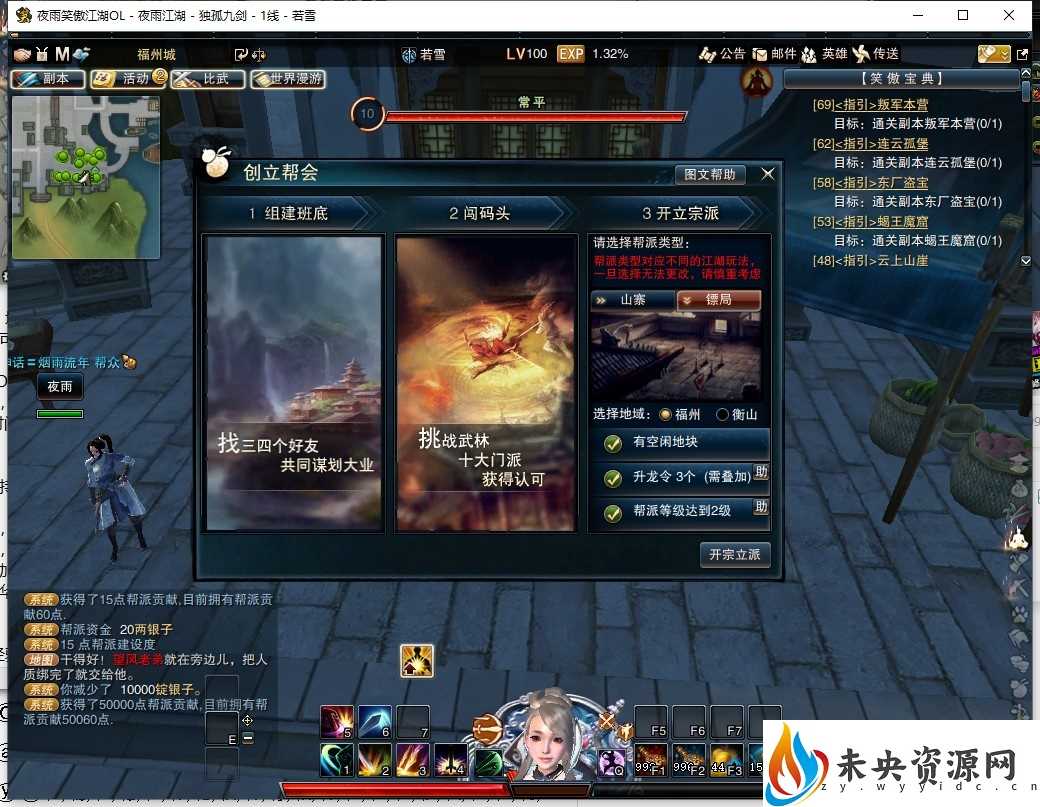 夜雨笑傲江湖OL - 夜雨江湖 - 独孤九剑 - 1线 - 若雪
M 福州城 若雪 LV100 EXP 1.32% 公告 邮件 英雄 传送
副本 活动 2 比武 世界漫游
【笑傲宝典】
常平
10
[69]<指引>叛军本营
目标：通关副本叛军本营(0/1)
[62]<指引>连云孤堡
目标：通关副本连云孤堡(0/1)
[58]<指引>东厂盗宝
目标：通关副本东厂盗宝(0/1)
[53]<指引>蝎王魔窟
目标：通关副本蝎王魔窟(0/1)
[48]<指引>云上山崖
创立帮会 图文帮助
1 组建班底 2 闯码头 3 开立宗派
找三四个好友
共同谋划大业
挑战武林
十大门派
获得认可
请选择帮派类型：
帮派类型对应不同的江湖玩法，
一旦选择无法更改，请慎重考虑
山寨 镖局
选择地域： 福州 衡山
有空闲地块
升龙令 3个 (需叠加) 助
帮派等级达到2级 助
开宗立派
话=烟雨流年 帮众
夜雨
系统 获得了15点帮派贡献,目前拥有帮派贡
献60点.
系统 帮派资金 20两银子
系统 15 点帮派建设度
地图 干得好！望风老弟就在旁边儿，把人
质绑完了就交给他。
系统 你减少了 10000锭银子。
系统 获得了50000点帮派贡献,目前拥有帮
派贡献50060点.
E
5 6 7 F5 F6 F7
1 2 3 4 Q 99 F1 996 F2 44 F3 15
未央资源网
zy.wyyidc.cn